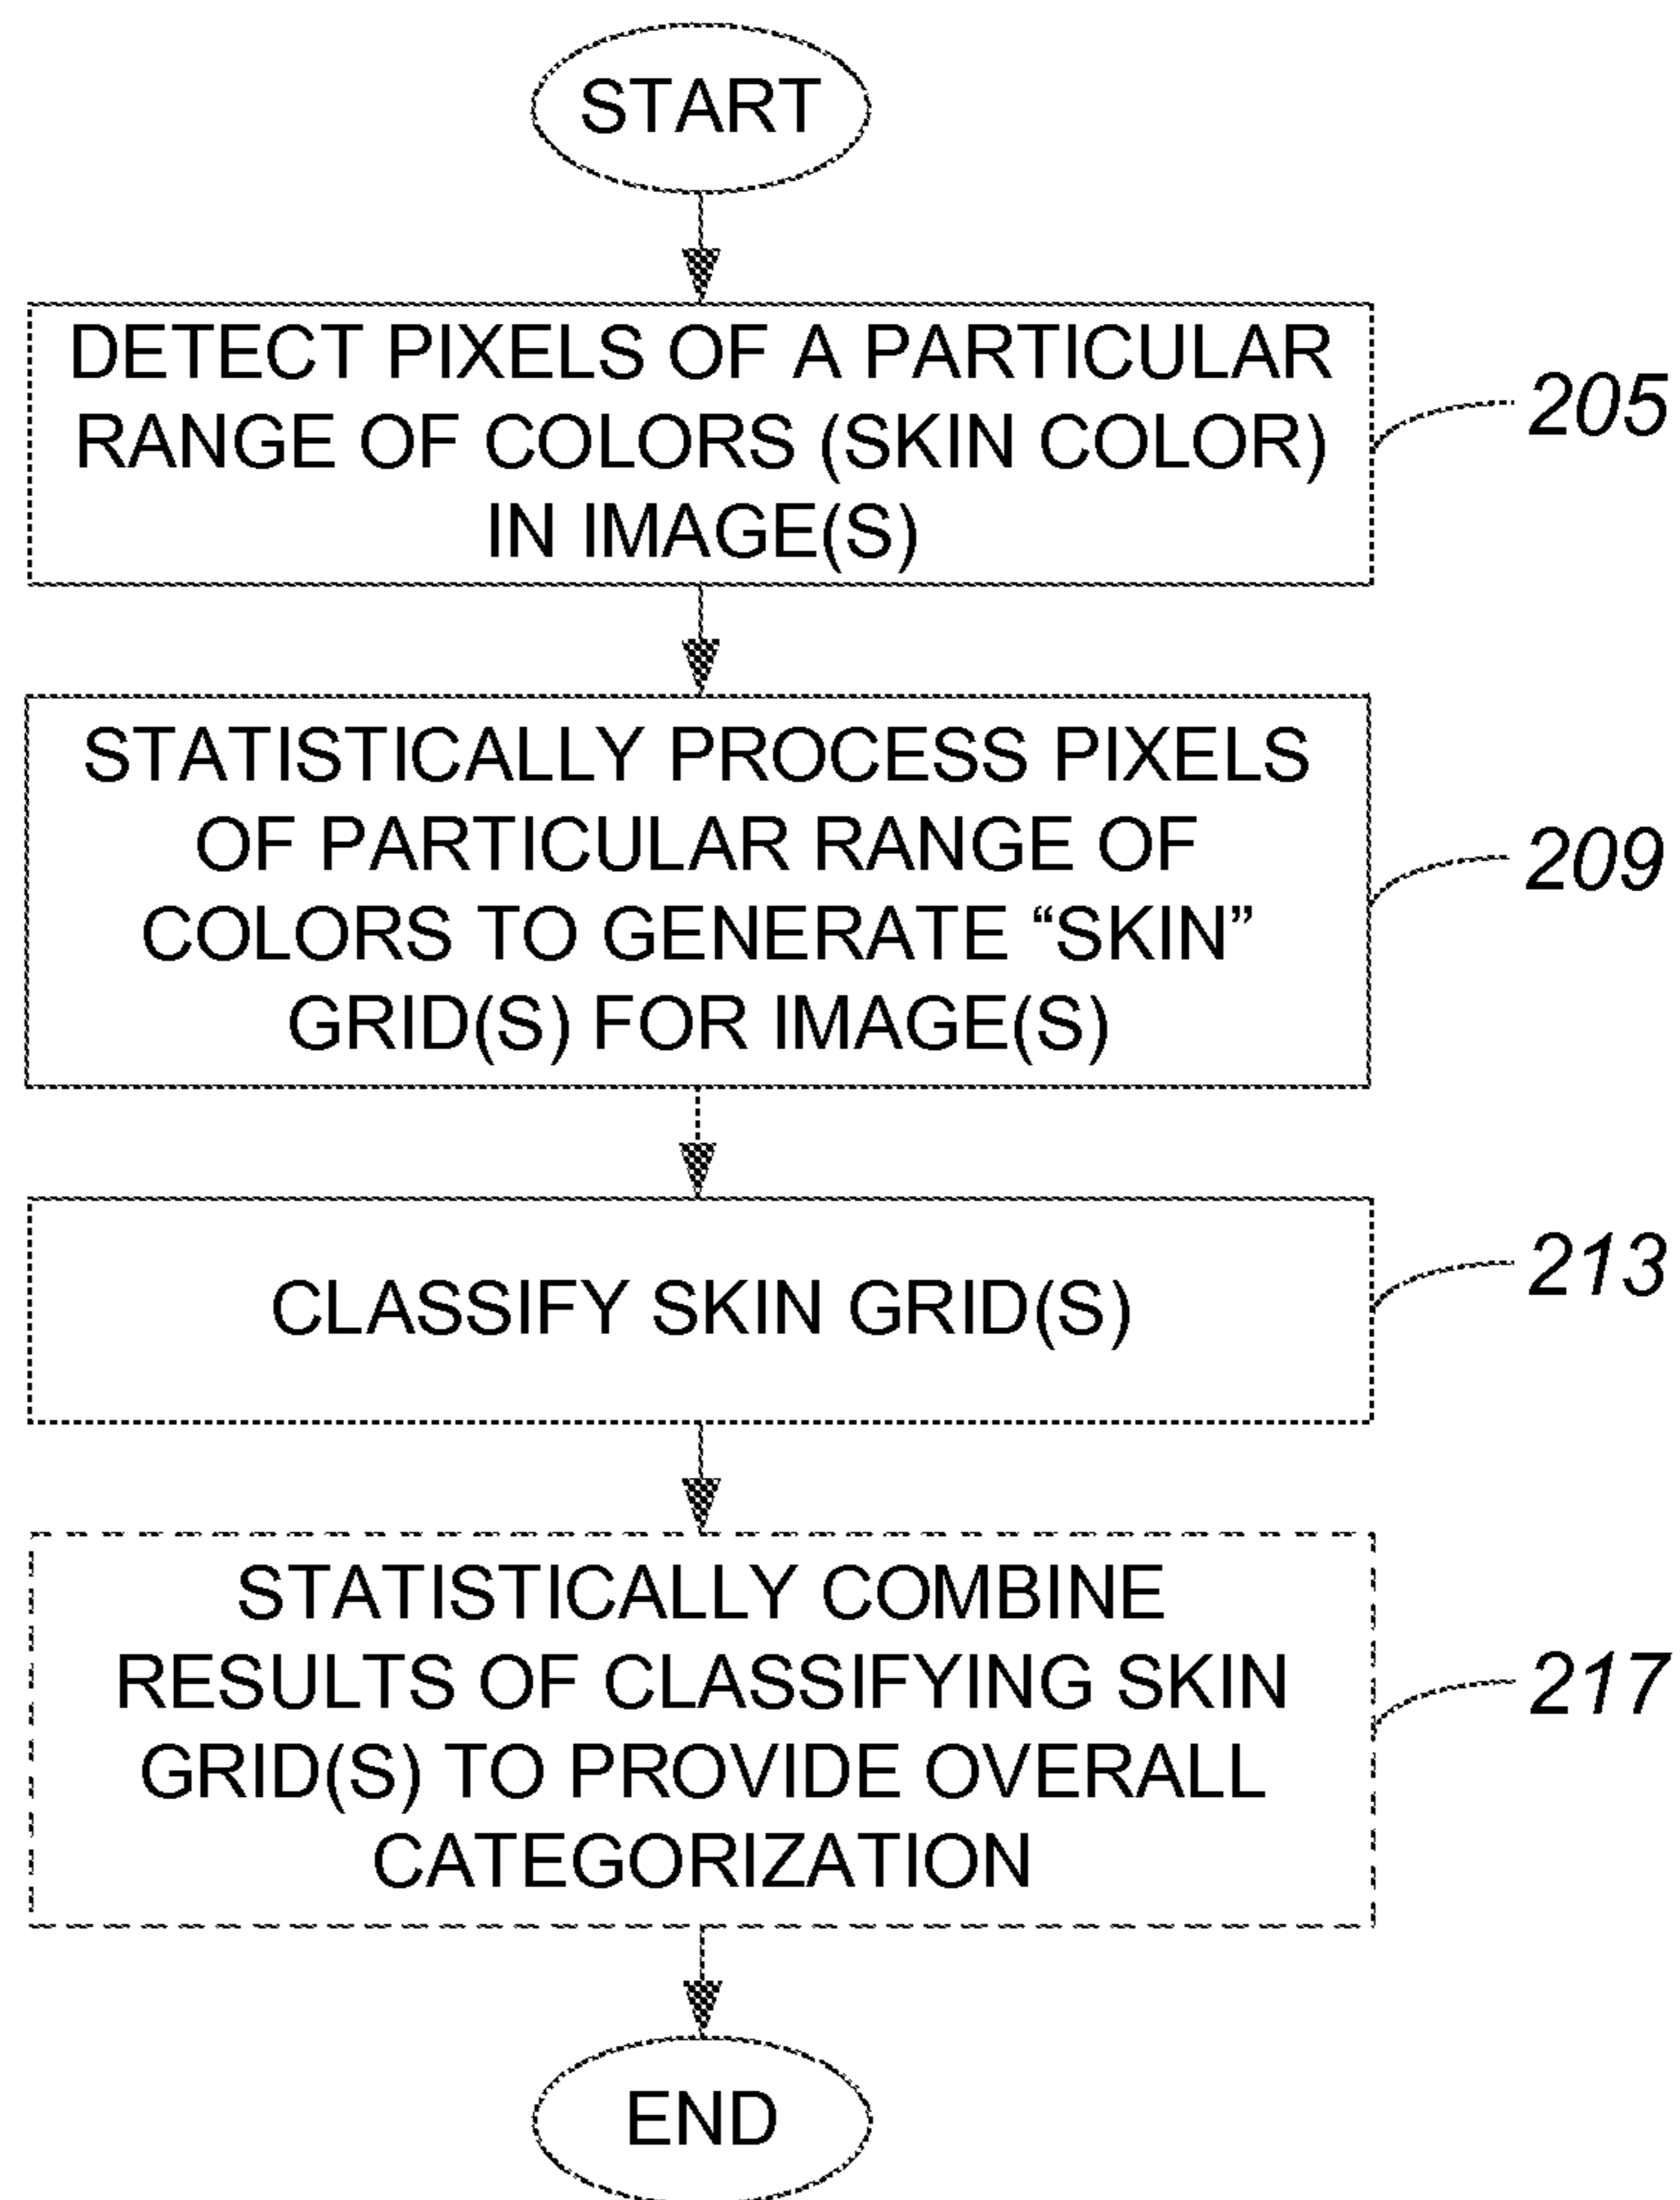 START
DETECT PIXELS OF A PARTICULAR
RANGE OF COLORS (SKIN COLOR)
IN IMAGE(S)
205
STATISTICALLY PROCESS PIXELS
OF PARTICULAR RANGE OF
COLORS TO GENERATE “SKIN”
GRID(S) FOR IMAGE(S)
209
CLASSIFY SKIN GRID(S)
213
STATISTICALLY COMBINE
RESULTS OF CLASSIFYING SKIN
GRID(S) TO PROVIDE OVERALL
CATEGORIZATION
217
END